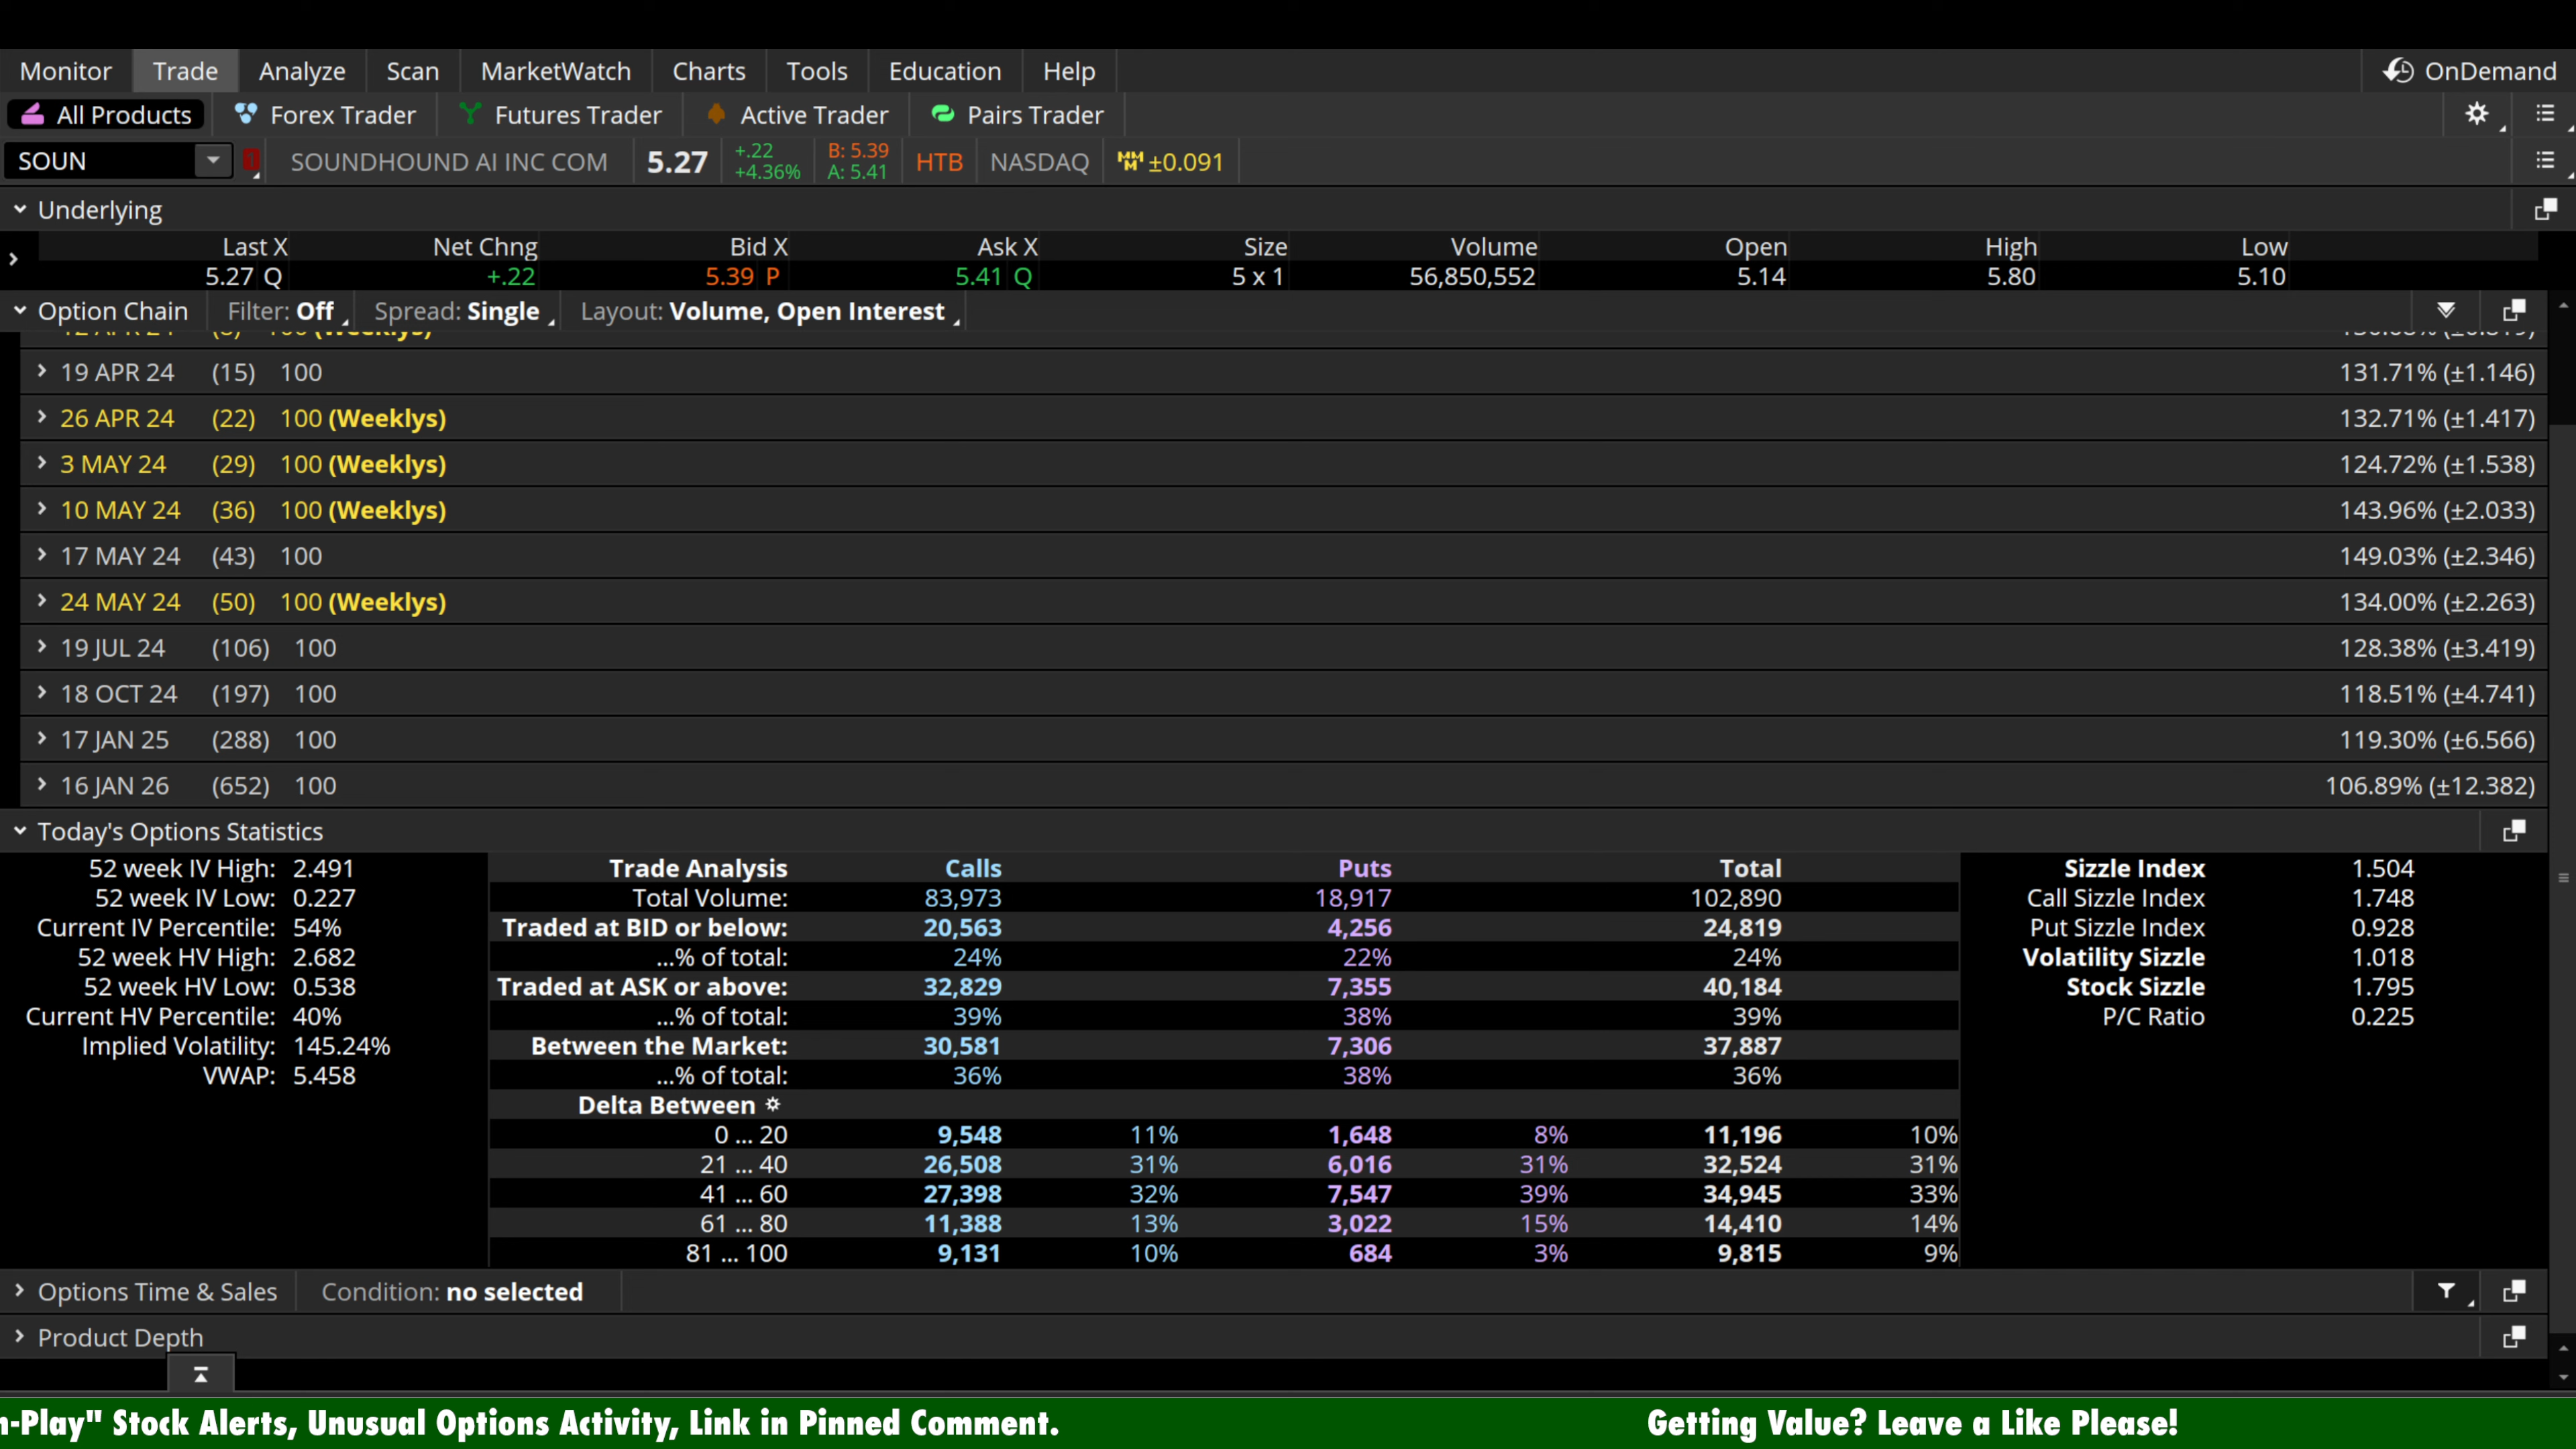 Monitor Trade Analyze Scan MarketWatch Charts Tools Education Help OnDemand
All Products Forex Trader Futures Trader Active Trader Pairs Trader
SOUN SOUNDHOUND AI INC COM 5.27 +.22 +4.36% B: 5.39 A: 5.41 HTB NASDAQ ±0.091
Underlying
Last X Net Chng Bid X Ask X Size Volume Open High Low
5.27 Q +.22 5.39 P 5.41 Q 5 x 1 56,850,552 5.14 5.80 5.10
Option Chain Filter: Off Spread: Single Layout: Volume, Open Interest
19 APR 24 (15) 100 131.71% (±1.146)
26 APR 24 (22) 100 (Weeklys) 132.71% (±1.417)
3 MAY 24 (29) 100 (Weeklys) 124.72% (±1.538)
10 MAY 24 (36) 100 (Weeklys) 143.96% (±2.033)
17 MAY 24 (43) 100 149.03% (±2.346)
24 MAY 24 (50) 100 (Weeklys) 134.00% (±2.263)
19 JUL 24 (106) 100 128.38% (±3.419)
18 OCT 24 (197) 100 118.51% (±4.741)
17 JAN 25 (288) 100 119.30% (±6.566)
16 JAN 26 (652) 100 106.89% (±12.382)
Today's Options Statistics
52 week IV High: 2.491 Trade Analysis Calls Puts Total Sizzle Index 1.504
52 week IV Low: 0.227 Total Volume: 83,973 18,917 102,890 Call Sizzle Index 1.748
Current IV Percentile: 54% Traded at BID or below: 20,563 4,256 24,819 Put Sizzle Index 0.928
52 week HV High: 2.682 ...% of total: 24% 22% 24% Volatility Sizzle 1.018
52 week HV Low: 0.538 Traded at ASK or above: 32,829 7,355 40,184 Stock Sizzle 1.795
Current HV Percentile: 40% ...% of total: 39% 38% 39% P/C Ratio 0.225
Implied Volatility: 145.24% Between the Market: 30,581 7,306 37,887
VWAP: 5.458 ...% of total: 36% 38% 36%
Delta Between
0 ... 20 9,548 11% 1,648 8% 11,196 10%
21 ... 40 26,508 31% 6,016 31% 32,524 31%
41 ... 60 27,398 32% 7,547 39% 34,945 33%
61 ... 80 11,388 13% 3,022 15% 14,410 14%
81 ... 100 9,131 10% 684 3% 9,815 9%
Options Time & Sales Condition: no selected
Product Depth
n-Play" Stock Alerts, Unusual Options Activity, Link in Pinned Comment. Getting Value? Leave a Like Please!